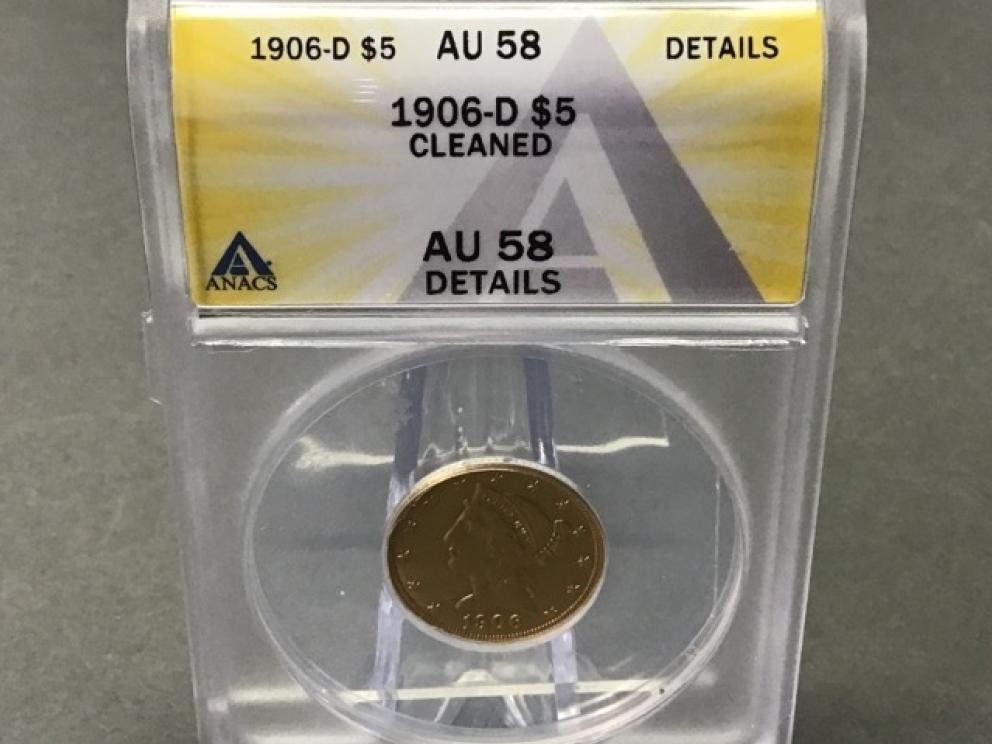 1906-D $5 AU 58 DETAILS
1906-D $5
CLEANED
AU 58
DETAILS
ANACS
1906